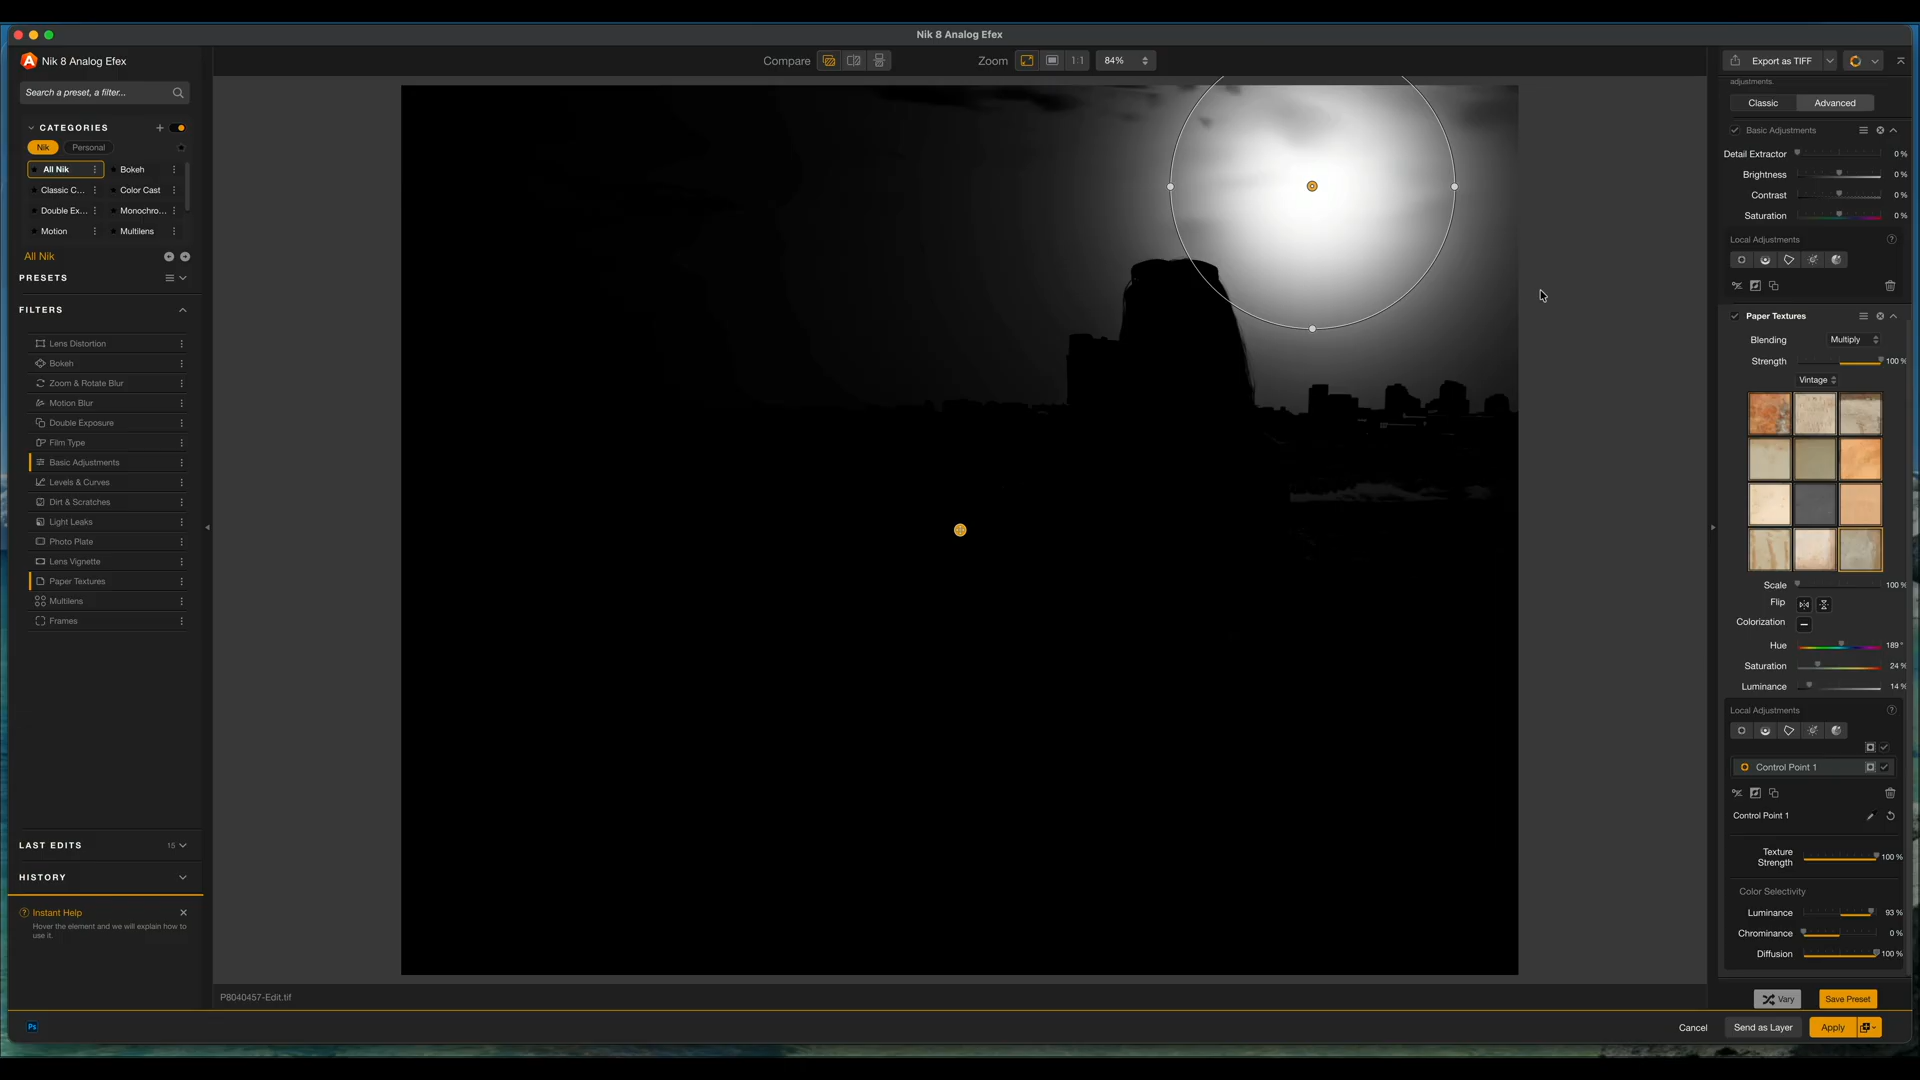 Nik 8 Analog Efex
Nik 8 Analog Efex
Compare
Zoom
84%
Export as TIFF
Search a preset, a filter...
adjustments.
Classic
Advanced
CATEGORIES
Nik
Personal
All Nik
Bokeh
Classic C...
Color Cast
Double Ex...
Monochro...
Motion
Multilens
All Nik
PRESETS
FILTERS
Lens Distortion
Bokeh
Zoom & Rotate Blur
Motion Blur
Double Exposure
Film Type
Basic Adjustments
Levels & Curves
Dirt & Scratches
Light Leaks
Photo Plate
Lens Vignette
Paper Textures
Multilens
Frames
LAST EDITS
15
HISTORY
Instant Help
Hover the element and we will explain how to
use it.
P8040457-Edit.tif
Ps
1:1
Basic Adjustments
Detail Extractor
0 %
Brightness
0 %
Contrast
0 %
Saturation
0 %
Local Adjustments
Paper Textures
Blending
Multiply
Strength
100 %
Vintage
Scale
100 %
Flip
Colorization
Hue
189 °
Saturation
24 %
Luminance
14 %
Local Adjustments
Control Point 1
Control Point 1
Texture
Strength
100 %
Color Selectivity
Luminance
93 %
Chrominance
0 %
Diffusion
100 %
Vary
Save Preset
Cancel
Send as Layer
Apply